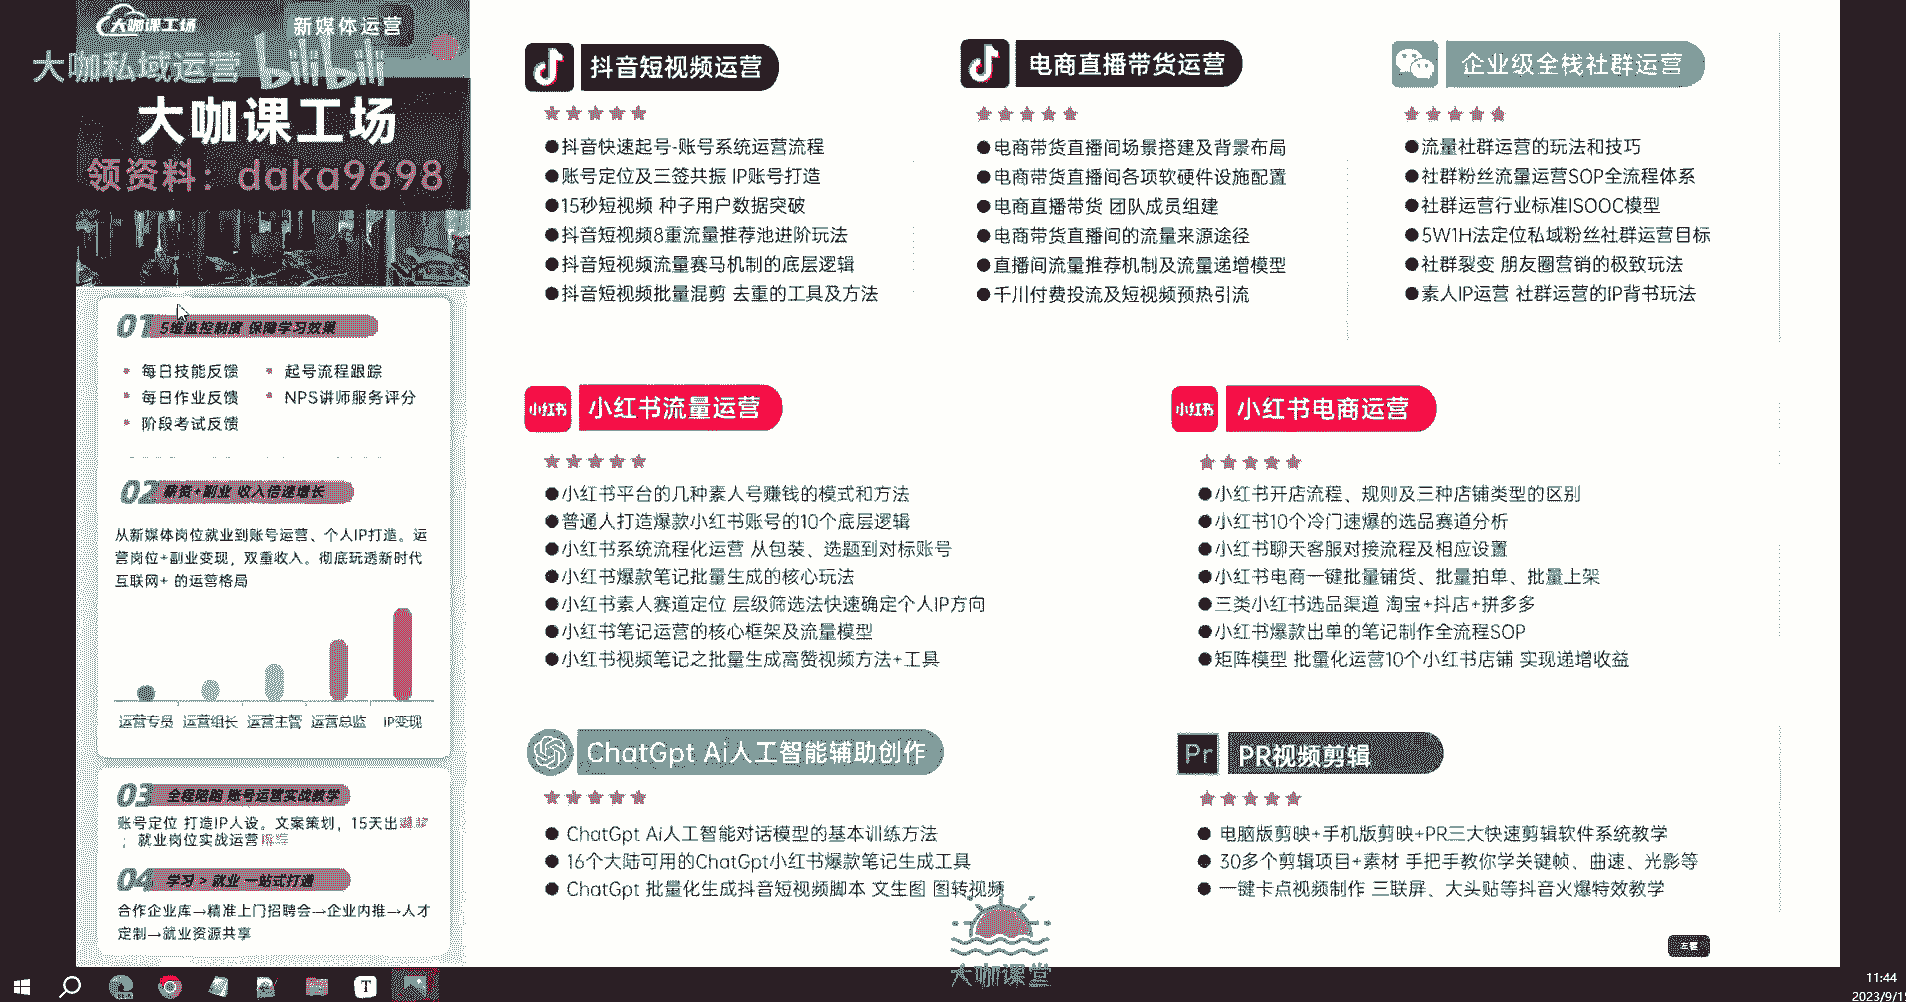 大咖课工场
新媒体运营
大咖私域运营 bilibili
大咖课工场
领资料：daka9698
01 5维监控制度 保障学习效果
每日技能反馈
起号流程跟踪
每日作业反馈
NPS讲师服务评分
阶段考试反馈
02 薪资+副业 收入倍速增长
从新媒体岗位就业到账号运营、个人IP打造。运
营岗位+副业变现，双重收入。彻底玩透新时代
互联网+ 的运营格局
运营专员 运营组长 运营主管 运营总监 IP变现
03 全程陪跑 账号运营实战教学
账号定位 打造IP人设。文案策划，15天出
，就业岗位实战运营
04 学习 > 就业 一站式打通
合作企业库→精准上门招聘会→企业内推→人才
定制→就业资源共享
抖音短视频运营
●抖音快速起号-账号系统运营流程
●账号定位及三签共振 IP账号打造
●15秒短视频 种子用户数据突破
●抖音短视频8重流量推荐池进阶玩法
●抖音短视频流量赛马机制的底层逻辑
●抖音短视频批量混剪 去重的工具及方法
电商直播带货运营
●电商带货直播间场景搭建及背景布局
●电商带货直播间各项软硬件设施配置
●电商直播带货 团队成员组建
●电商带货直播间的流量来源途径
●直播间流量推荐机制及流量递增模型
●千川付费投流及短视频预热引流
企业级全栈社群运营
●流量社群运营的玩法和技巧
●社群粉丝流量运营SOP全流程体系
●社群运营行业标准ISOOC模型
●5W1H法定位私域粉丝社群运营目标
●社群裂变 朋友圈营销的极致玩法
●素人IP运营 社群运营的IP背书玩法
小红书 小红书流量运营
●小红书平台的几种素人号赚钱的模式和方法
●普通人打造爆款小红书账号的10个底层逻辑
●小红书系统流程化运营 从包装、选题到对标账号
●小红书爆款笔记批量生成的核心玩法
●小红书素人赛道定位 层级筛选法快速确定个人IP方向
●小红书笔记运营的核心框架及流量模型
●小红书视频笔记之批量生成高赞视频方法+工具
小红书 小红书电商运营
●小红书开店流程、规则及三种店铺类型的区别
●小红书10个冷门速爆的选品赛道分析
●小红书聊天客服对接流程及相应设置
●小红书电商一键批量铺货、批量拍单、批量上架
●三类小红书选品渠道 淘宝+抖店+拼多多
●小红书爆款出单的笔记制作全流程SOP
●矩阵模型 批量化运营10个小红书店铺 实现递增收益
ChatGpt Ai人工智能辅助创作
● ChatGpt Ai人工智能对话模型的基本训练方法
● 16个大陆可用的ChatGpt小红书爆款笔记生成工具
● ChatGpt 批量化生成抖音短视频脚本 文生图 图转视频
Pr PR视频剪辑
● 电脑版剪映+手机版剪映+PR三大快速剪辑软件系统教学
● 30多个剪辑项目+素材 手把手教你学关键帧、曲速、光影等
● 一键卡点视频制作 三联屏、大头贴等抖音火爆特效教学
大咖课堂
T
11:44